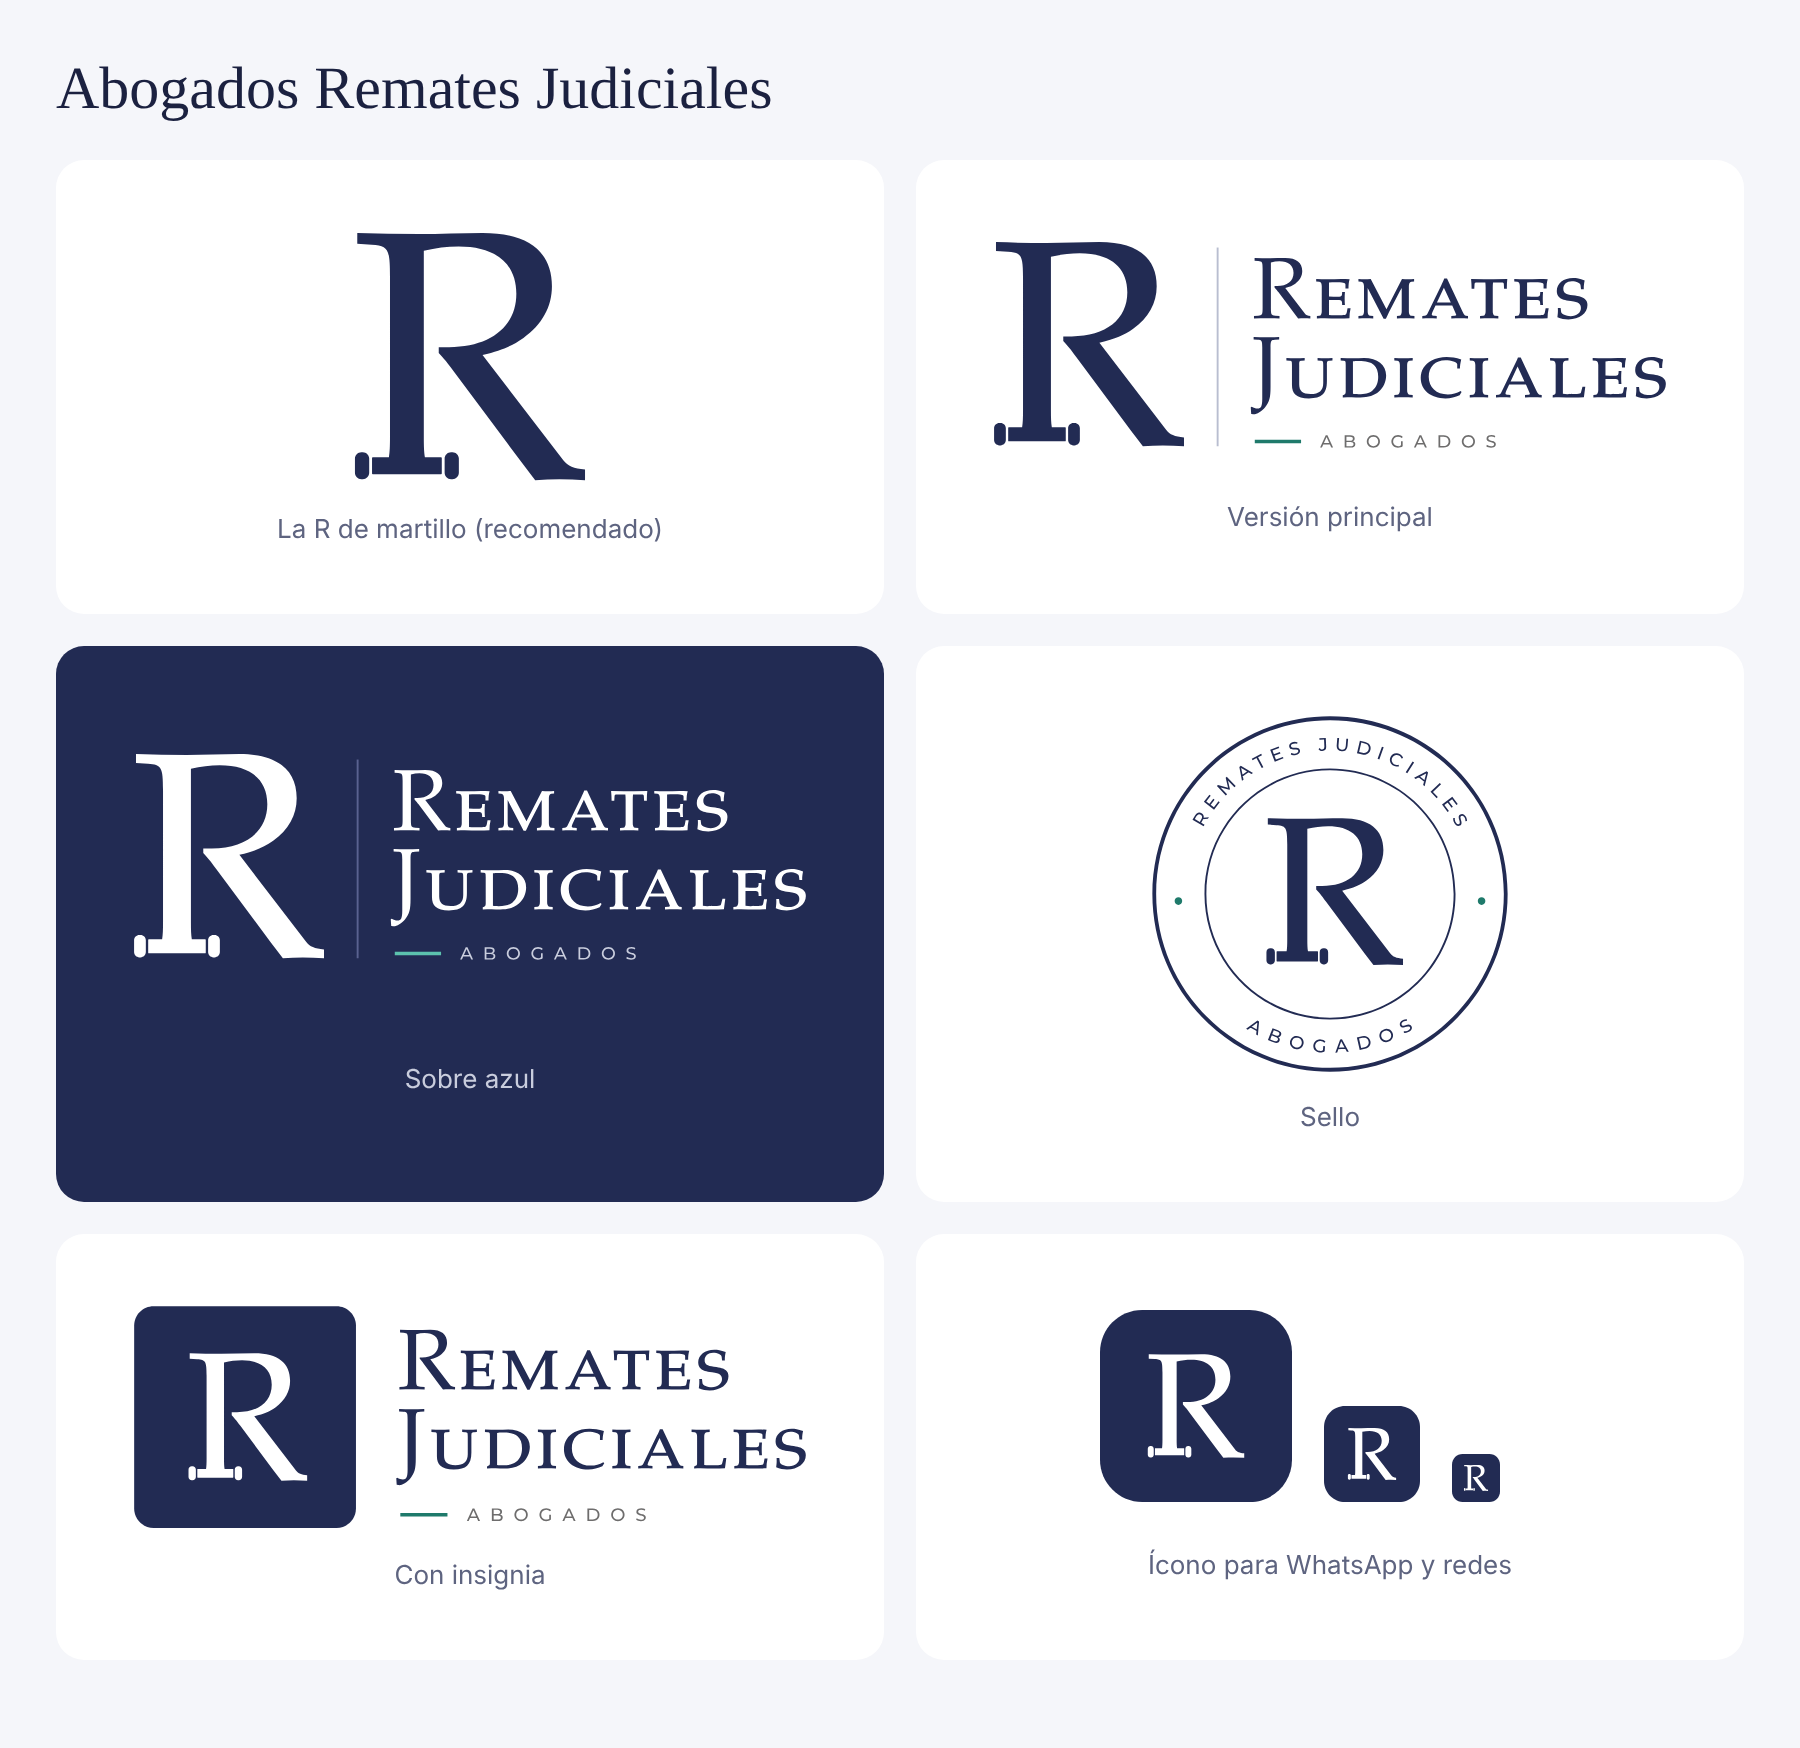 Abogados Remates Judiciales
R
La R de martillo (recomendado)
R
REMATES
JUDICIALES
ABOGADOS
Versión principal
R
REMATES
JUDICIALES
ABOGADOS
Sobre azul
REMATES JUDICIALES
R
ABOGADOS
Sello
R
REMATES
JUDICIALES
ABOGADOS
Con insignia
R R R
Ícono para WhatsApp y redes